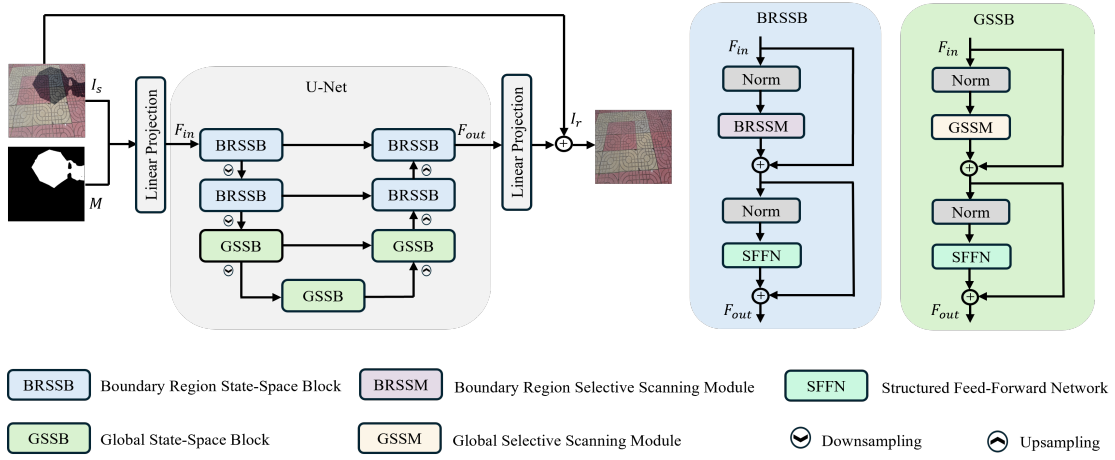 I_s
M
Linear Projection
F_in
U-Net
BRSSB
BRSSB
BRSSB
BRSSB
GSSB
GSSB
GSSB
F_out
Linear Projection
I_r
BRSSB
F_in
Norm
BRSSM
Norm
SFFN
F_out
GSSB
F_in
Norm
GSSM
Norm
SFFN
F_out
BRSSB Boundary Region State-Space Block
BRSSM Boundary Region Selective Scanning Module
SFFN Structured Feed-Forward Network
GSSB Global State-Space Block
GSSM Global Selective Scanning Module
Downsampling
Upsampling